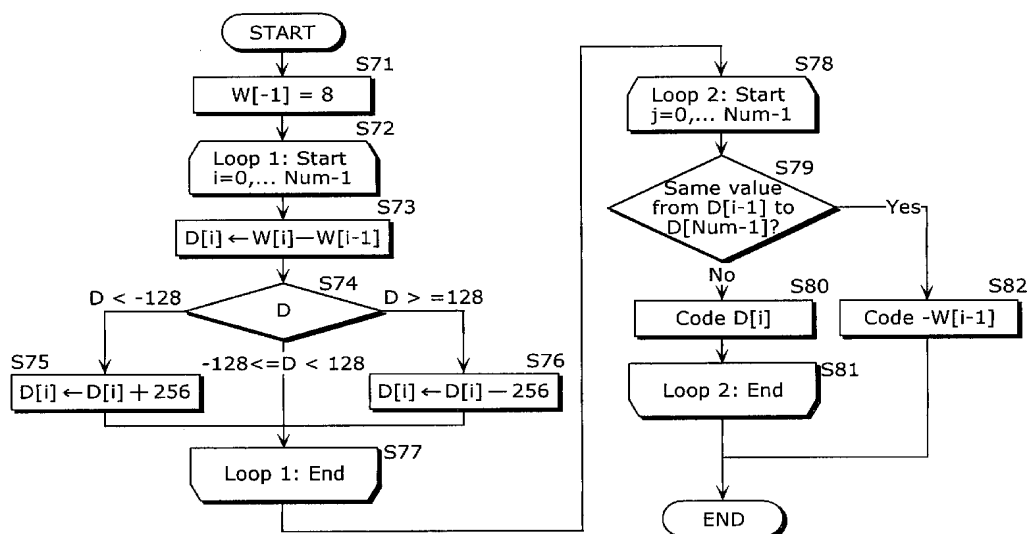 START
S71
W[-1] = 8
S72
Loop 1: Start
i=0,... Num-1
S73
D[i]←W[i]−W[i-1]
S74
D < -128
D
D > =128
-128<=D < 128
S75
D[i]←D[i]+256
S76
D[i]←D[i]−256
S77
Loop 1: End
S78
Loop 2: Start
j=0,... Num-1
S79
Same value
from D[i-1] to
D[Num-1]?
Yes
No
S80
Code D[i]
S82
Code -W[i-1]
S81
Loop 2: End
END